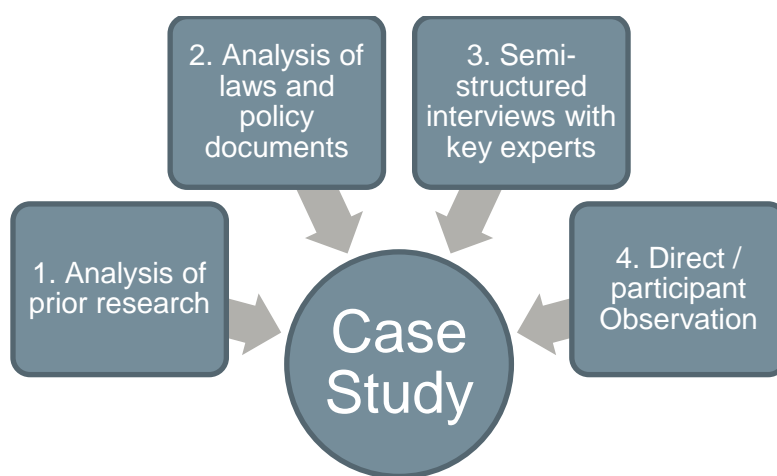 1. Analysis of
prior research
2. Analysis of
laws and
policy
documents
3. Semi-
structured
interviews with
key experts
4. Direct /
participant
Observation
Case
Study